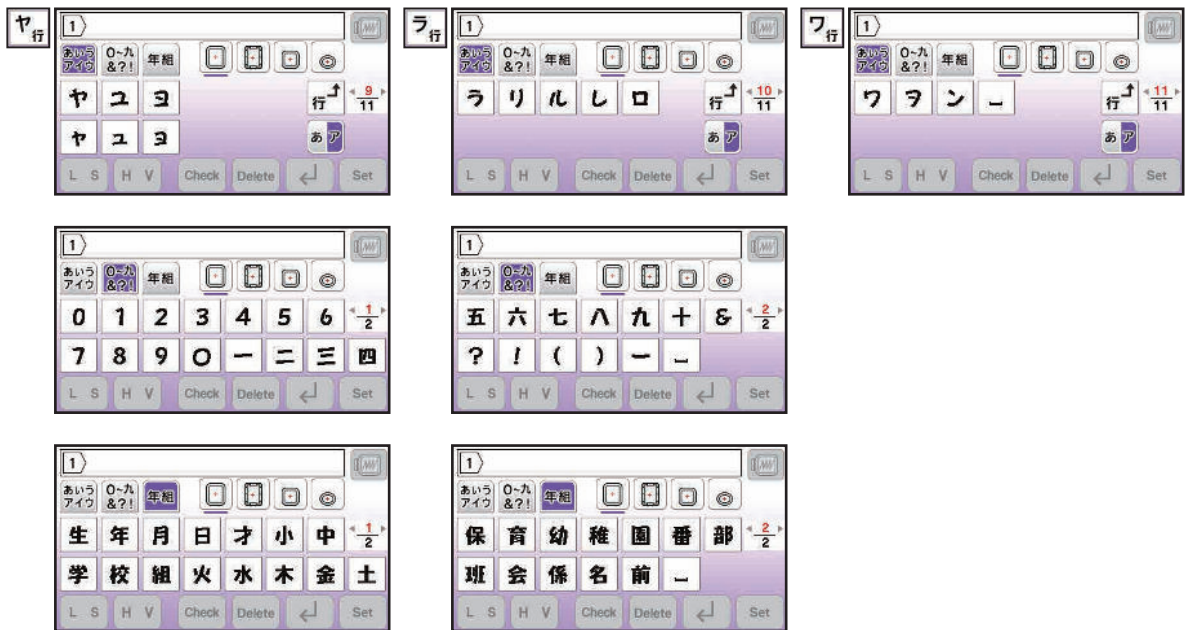 ヤ行
1
あいう アイウ 0~九 &?! 年組
ヤ ユ ヨ 行 9/11
ャ ュ ョ あ ア
L S H V Check Delete Set
ラ行
1
あいう アイウ 0~九 &?! 年組
ラ リ ル レ ロ 行 10/11
あ ア
L S H V Check Delete Set
ワ行
1
あいう アイウ 0~九 &?! 年組
ワ ヲ ン ⎵ 行 11/11
あ ア
L S H V Check Delete Set
1
あいう アイウ 0~九 &?! 年組
0 1 2 3 4 5 6 1/2
7 8 9 〇 一 二 三 四
L S H V Check Delete Set
1
あいう アイウ 0~九 &?! 年組
五 六 七 八 九 十 & 2/2
? ! ( ) ー ⎵
L S H V Check Delete Set
1
あいう アイウ 0~九 &?! 年組
生 年 月 日 才 小 中 1/2
学 校 組 火 水 木 金 土
L S H V Check Delete Set
1
あいう アイウ 0~九 &?! 年組
保 育 幼 稚 園 番 部 2/2
班 会 係 名 前 ⎵
L S H V Check Delete Set